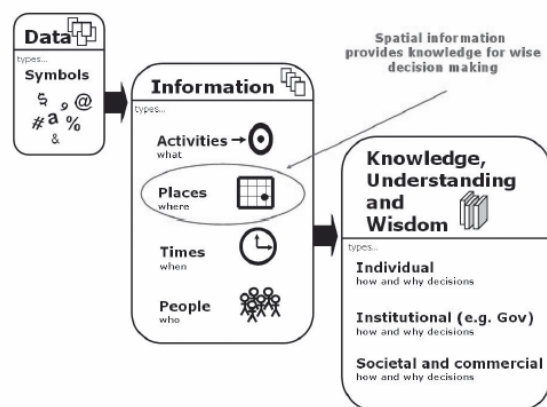 Data
types...
Symbols
$ , @
# a %
&
Information
types...
Activities
what
Places
where
Times
when
People
who
Spatial information
provides knowledge for wise
decision making
Knowledge,
Understanding
and
Wisdom
types...
Individual
how and why decisions
Institutional (e.g. Gov)
how and why decisions
Societal and commercial
how and why decisions